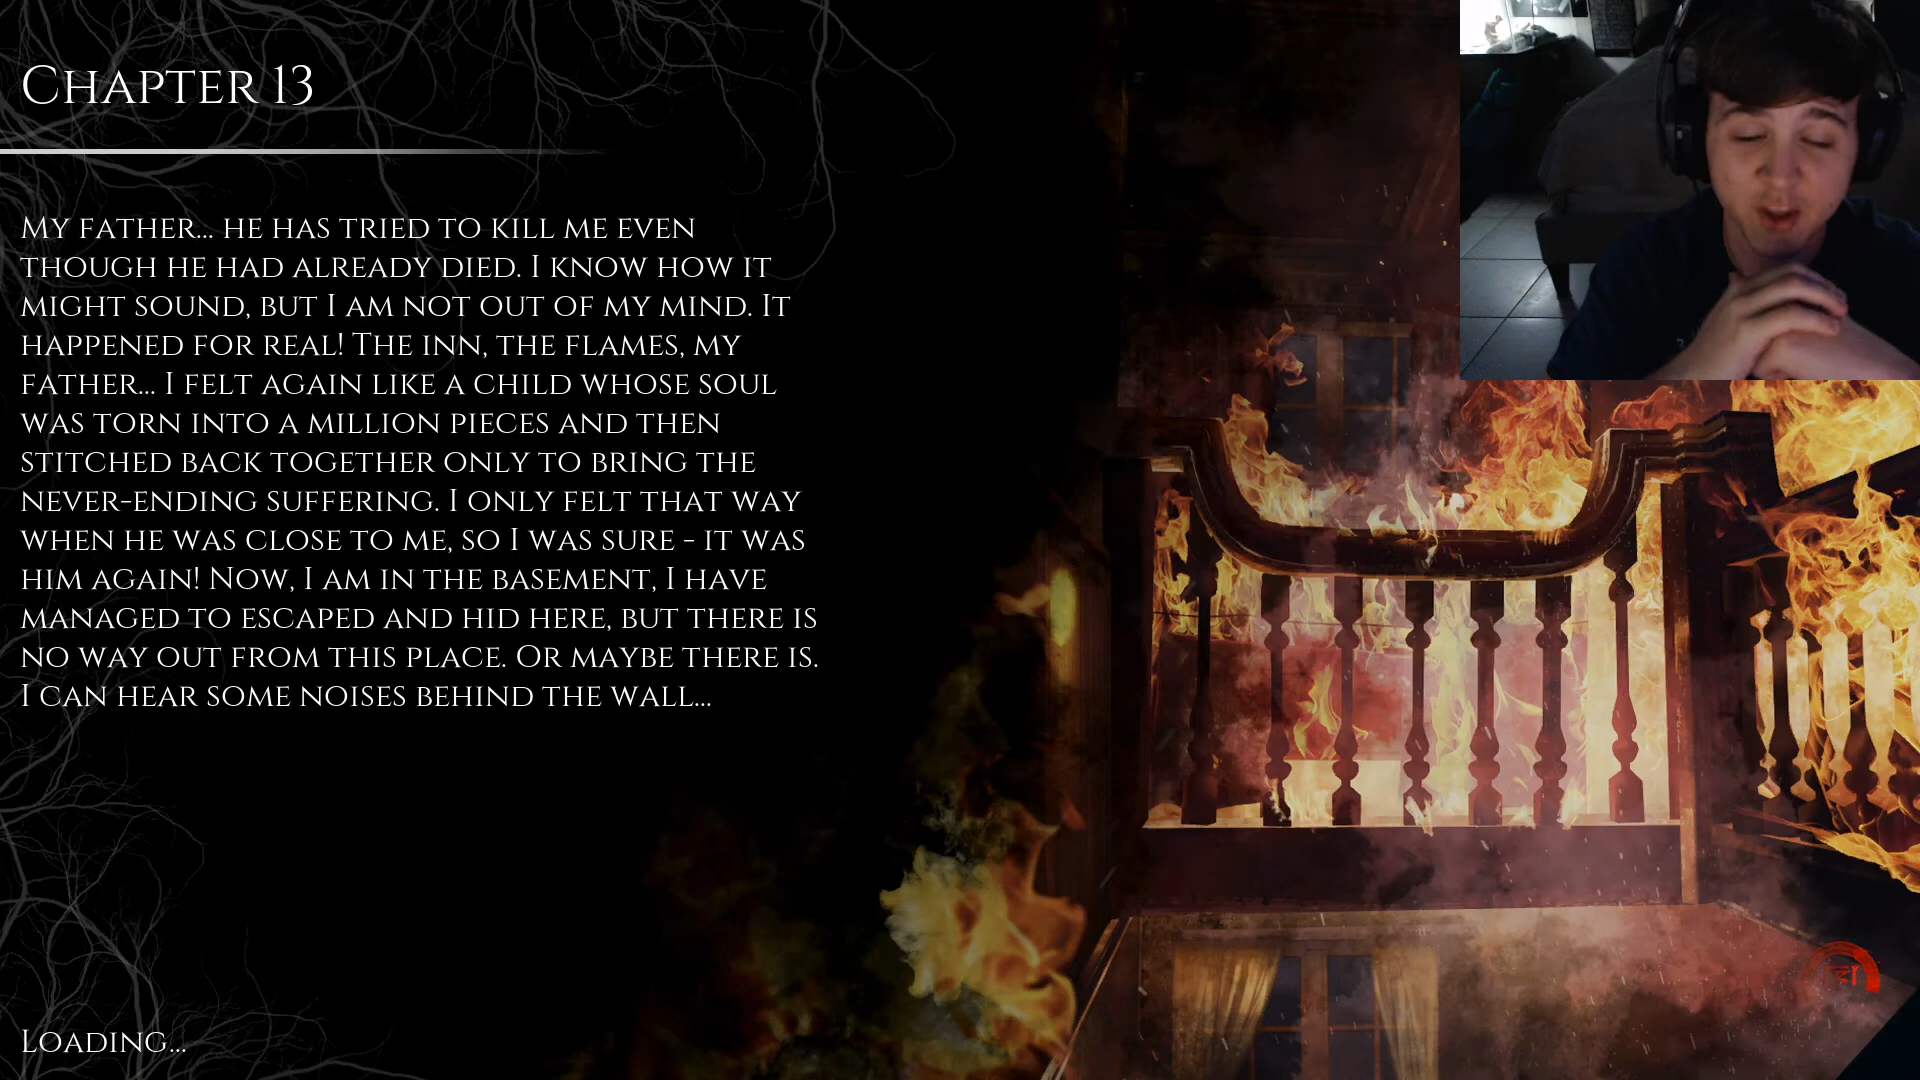 Chapter 13
My father... he has tried to kill me even
though he had already died. I know how it
might sound, but I am not out of my mind. It
happened for real! The inn, the flames, my
father... I felt again like a child whose soul
was torn into a million pieces and then
stitched back together only to bring the
never-ending suffering. I only felt that way
when he was close to me, so I was sure - it was
him again! Now, I am in the basement, I have
managed to escaped and hid here, but there is
no way out from this place. Or maybe there is.
I can hear some noises behind the wall...
Loading...